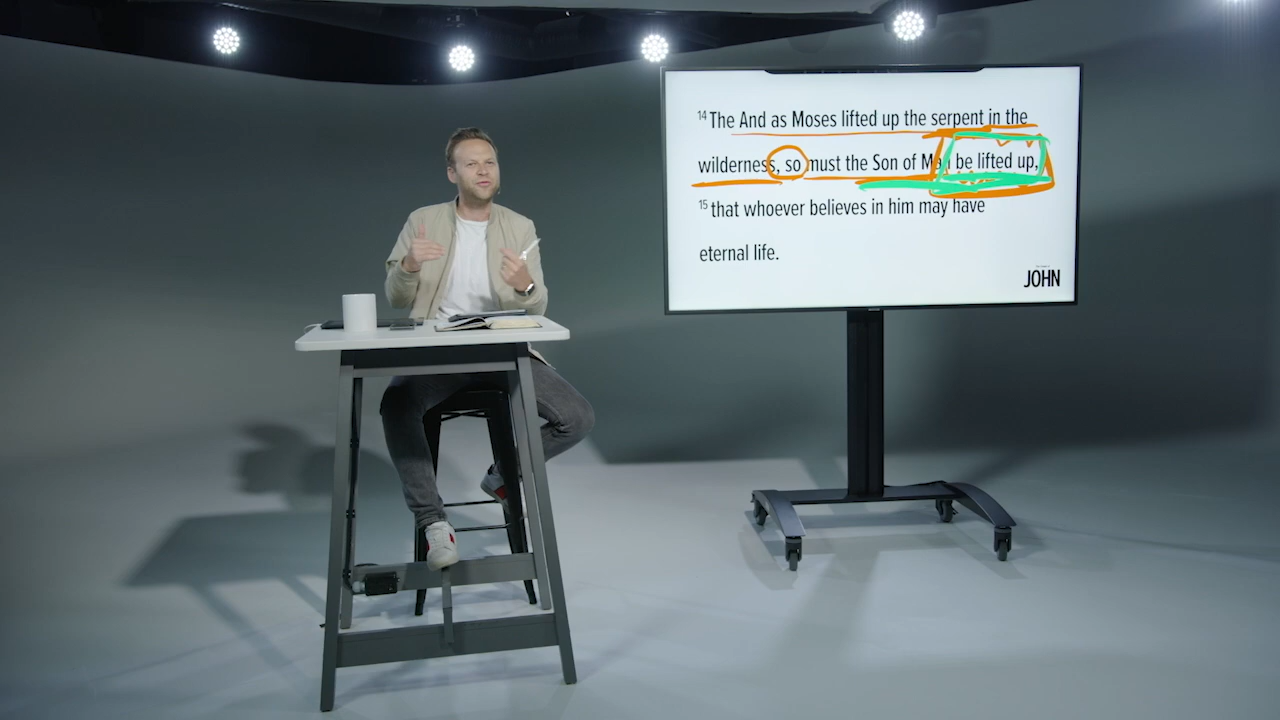 14 The And as Moses lifted up the serpent in the
wilderness, so must the Son of Man be lifted up,
15 that whoever believes in him may have
eternal life.
JOHN